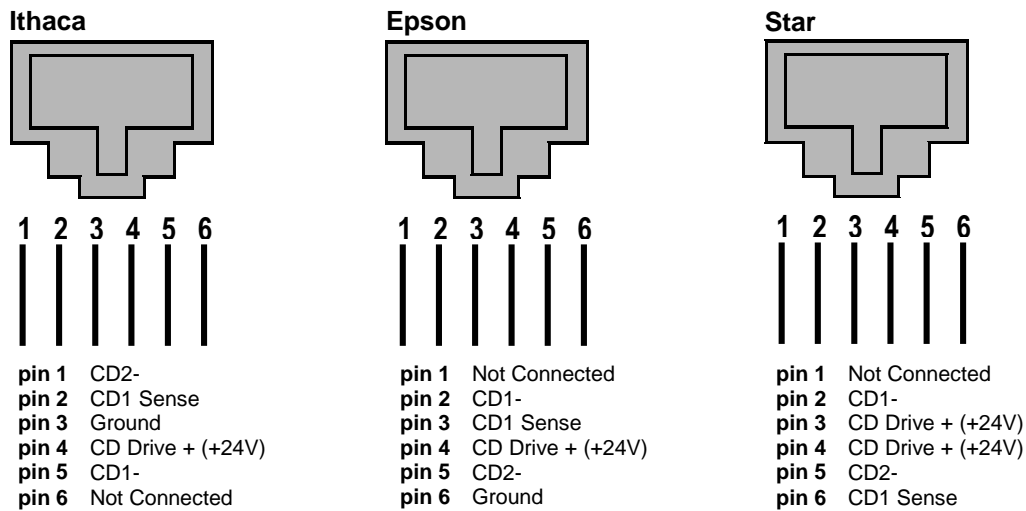 Ithaca
1 2 3 4 5 6
pin 1 CD2-
pin 2 CD1 Sense
pin 3 Ground
pin 4 CD Drive + (+24V)
pin 5 CD1-
pin 6 Not Connected
Epson
1 2 3 4 5 6
pin 1 Not Connected
pin 2 CD1-
pin 3 CD1 Sense
pin 4 CD Drive + (+24V)
pin 5 CD2-
pin 6 Ground
Star
1 2 3 4 5 6
pin 1 Not Connected
pin 2 CD1-
pin 3 CD Drive + (+24V)
pin 4 CD Drive + (+24V)
pin 5 CD2-
pin 6 CD1 Sense